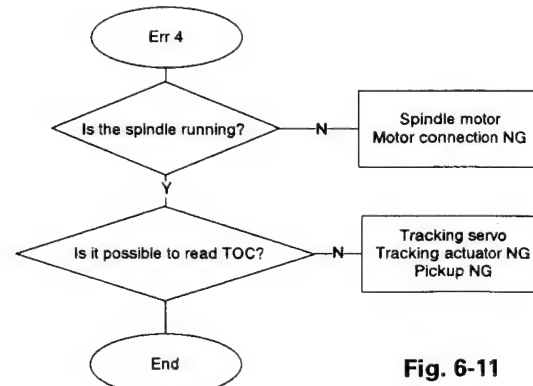 Err 4
Is the spindle running?
N
Spindle motor
Motor connection NG
Y
Is it possible to read TOC?
N
Tracking servo
Tracking actuator NG
Pickup NG
End
Fig. 6-11